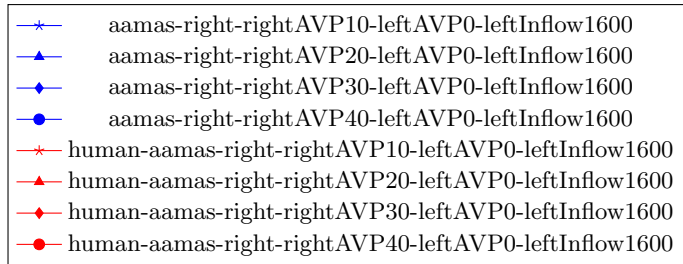 aamas-right-rightAVP10-leftAVP0-leftInflow1600
aamas-right-rightAVP20-leftAVP0-leftInflow1600
aamas-right-rightAVP30-leftAVP0-leftInflow1600
aamas-right-rightAVP40-leftAVP0-leftInflow1600
human-aamas-right-rightAVP10-leftAVP0-leftInflow1600
human-aamas-right-rightAVP20-leftAVP0-leftInflow1600
human-aamas-right-rightAVP30-leftAVP0-leftInflow1600
human-aamas-right-rightAVP40-leftAVP0-leftInflow1600